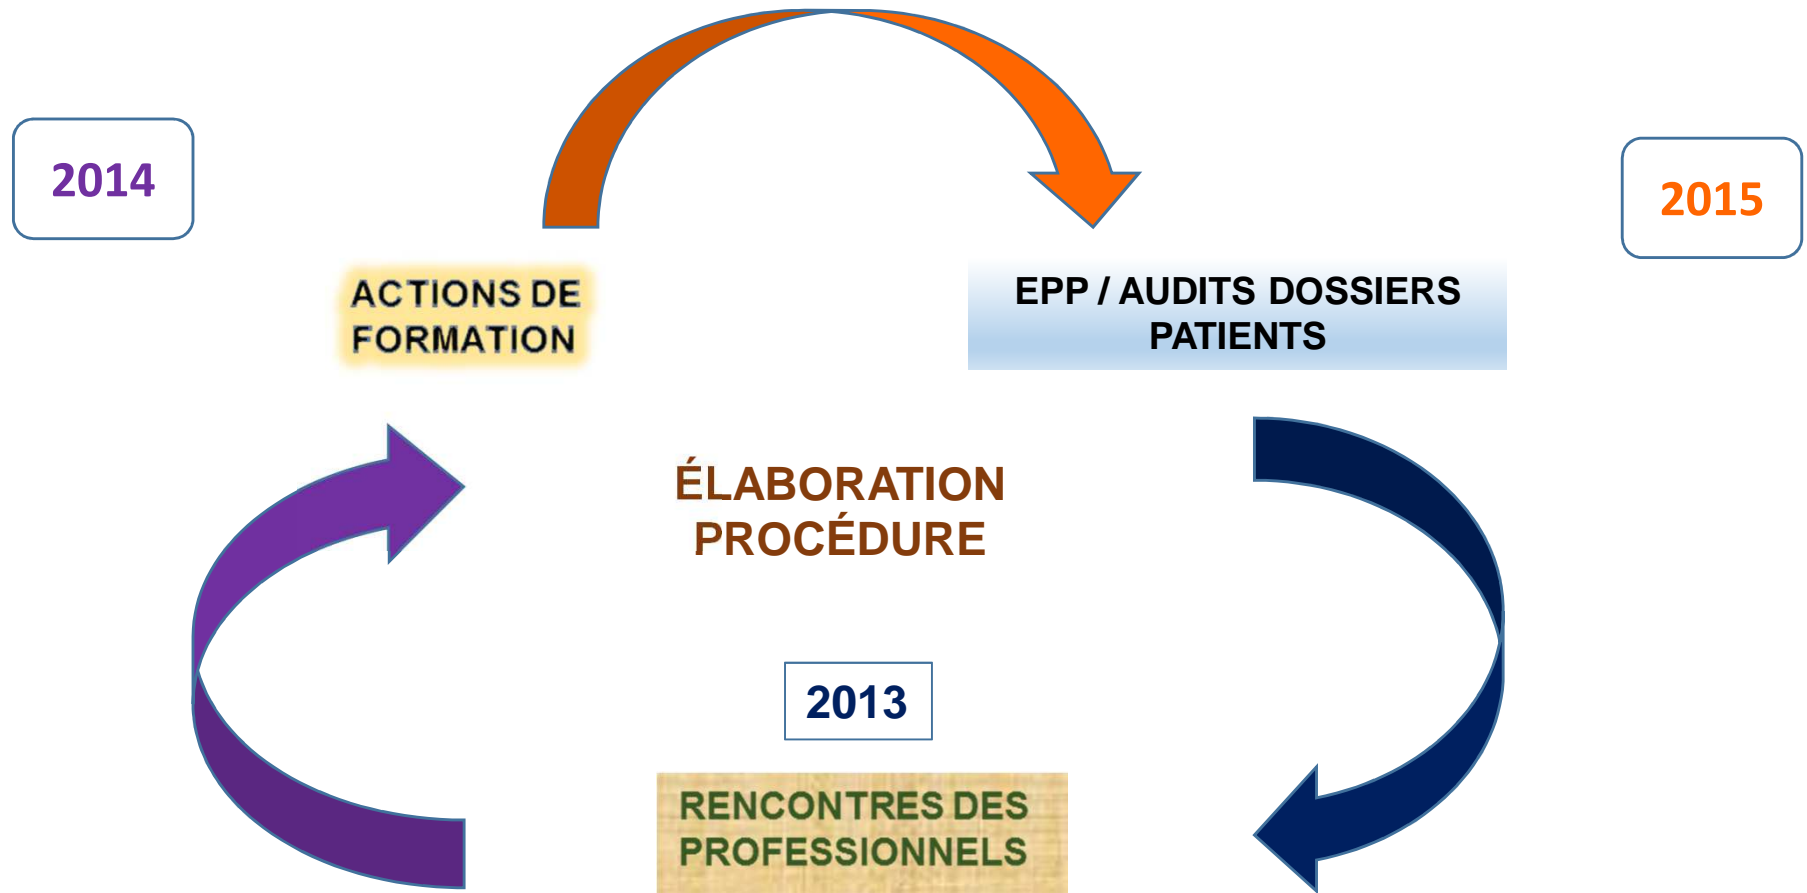 2014
2015
ACTIONS DE
FORMATION
EPP / AUDITS DOSSIERS
PATIENTS
ÉLABORATION
PROCÉDURE
2013
RENCONTRES DES
PROFESSIONNELS